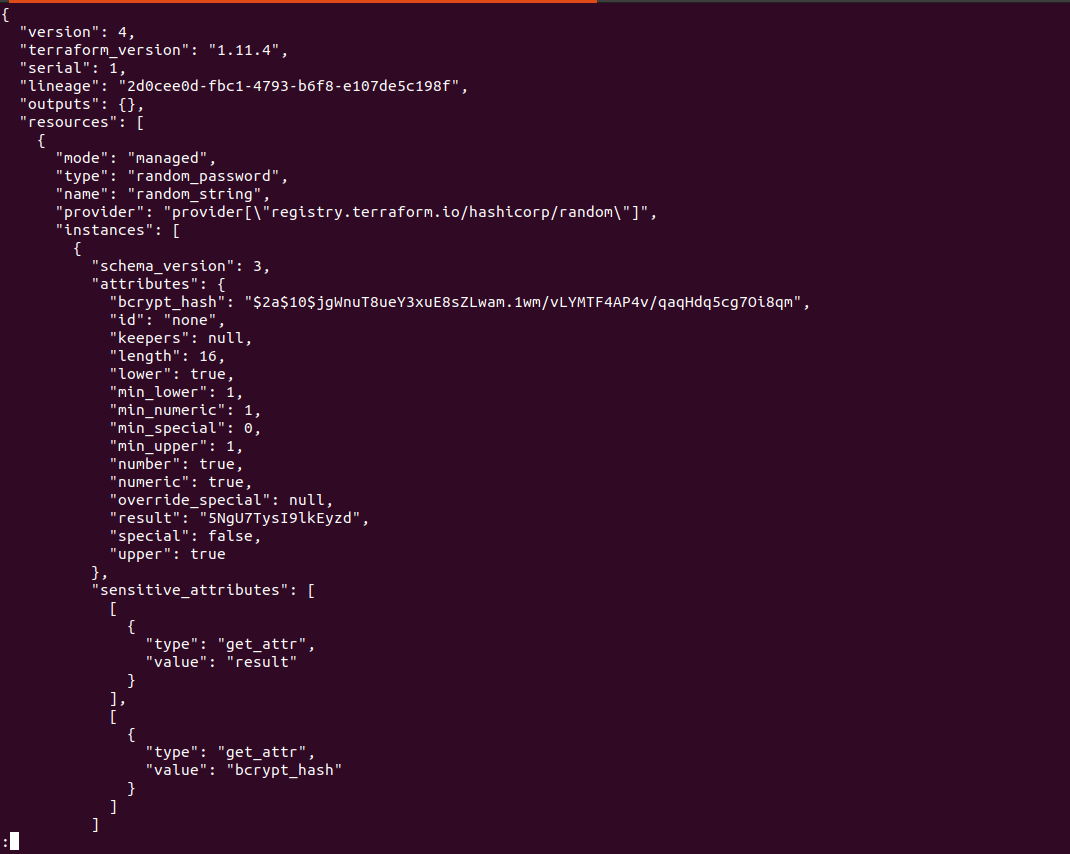 {
  "version": 4,
  "terraform_version": "1.11.4",
  "serial": 1,
  "lineage": "2d0cee0d-fbc1-4793-b6f8-e107de5c198f",
  "outputs": {},
  "resources": [
    {
      "mode": "managed",
      "type": "random_password",
      "name": "random_string",
      "provider": "provider[\"registry.terraform.io/hashicorp/random\"]",
      "instances": [
        {
          "schema_version": 3,
          "attributes": {
            "bcrypt_hash": "$2a$10$jgWnuT8ueY3xuE8sZLwam.1wm/vLYMTF4AP4v/qaqHdq5cg7Oi8qm",
            "id": "none",
            "keepers": null,
            "length": 16,
            "lower": true,
            "min_lower": 1,
            "min_numeric": 1,
            "min_special": 0,
            "min_upper": 1,
            "number": true,
            "numeric": true,
            "override_special": null,
            "result": "5NgU7TysI9lkEyzd",
            "special": false,
            "upper": true
          },
          "sensitive_attributes": [
            [
              {
                "type": "get_attr",
                "value": "result"
              }
            ],
            [
              {
                "type": "get_attr",
                "value": "bcrypt_hash"
              }
            ]
          ]
: